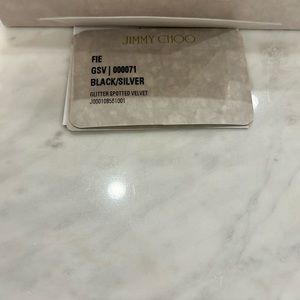 JIMMY CHOO
FIE
GSV | 000071
BLACK/SILVER
GLITTER SPOTTED VELVET
J000108561001